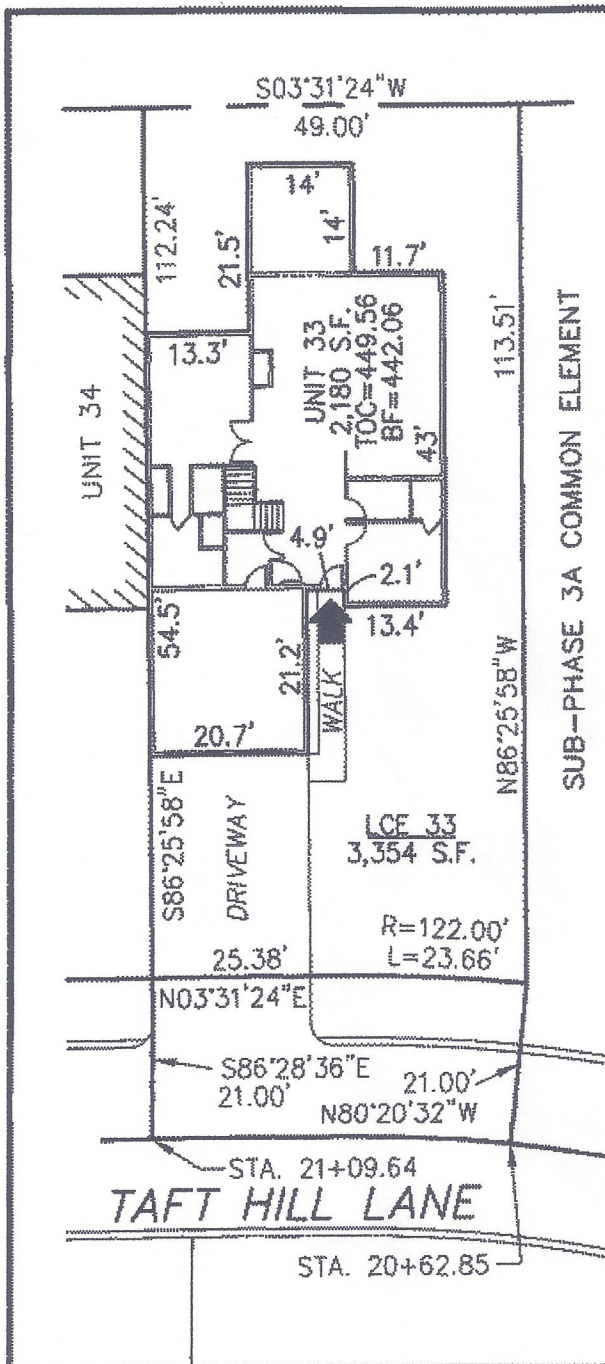 S03°31'24"W
49.00'
112.24'
14'
14'
21.5'
11.7'
13.3'
UNIT 33
2,180 S.F.
TOC=449.56
BF=442.06
43'
113.51'
UNIT 34
SUB-PHASE 3A COMMON ELEMENT
4.9'
2.1'
13.4'
54.5'
21.2'
WALK
20.7'
N86°25'58"W
S86°25'58"E
DRIVEWAY
LCE 33
3,354 S.F.
R=122.00'
L=23.66'
25.38'
N03°31'24"E
S86°28'36"E
21.00'
21.00'
N80°20'32"W
STA. 21+09.64
TAFT HILL LANE
STA. 20+62.85